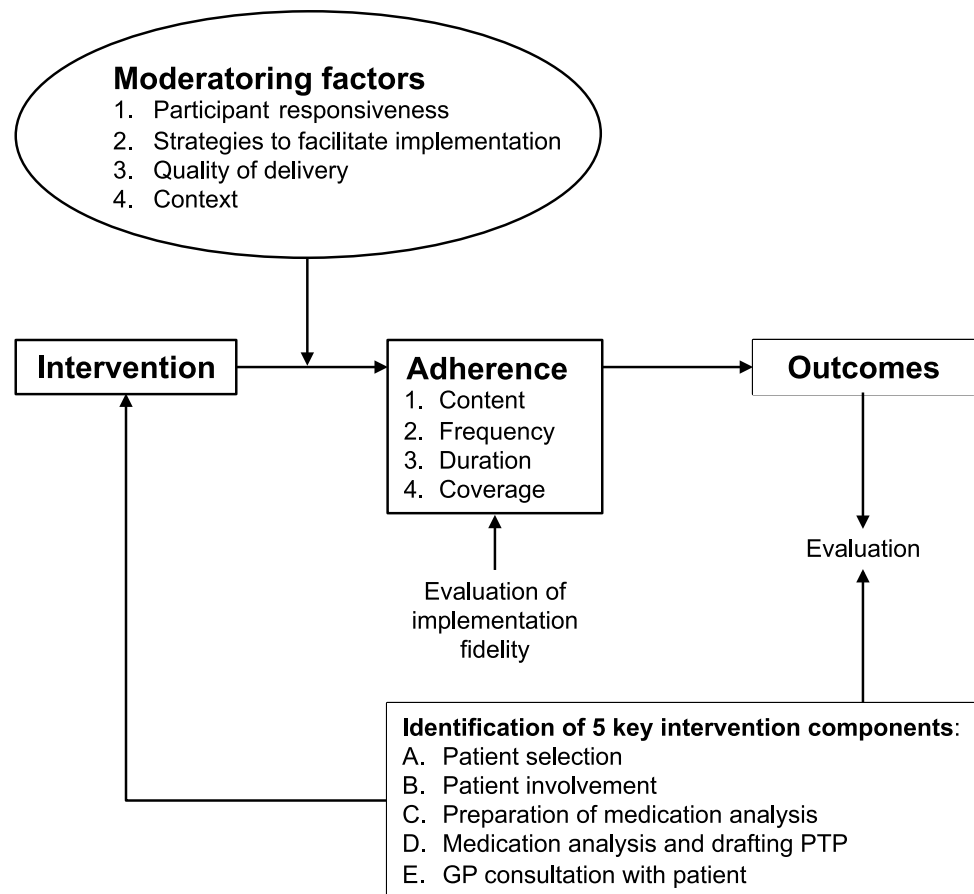 Moderatoring factors
1. Participant responsiveness
2. Strategies to facilitate implementation
3. Quality of delivery
4. Context
Intervention
Adherence
1. Content
2. Frequency
3. Duration
4. Coverage
Outcomes
Evaluation of
implementation
fidelity
Evaluation
Identification of 5 key intervention components:
A. Patient selection
B. Patient involvement
C. Preparation of medication analysis
D. Medication analysis and drafting PTP
E. GP consultation with patient